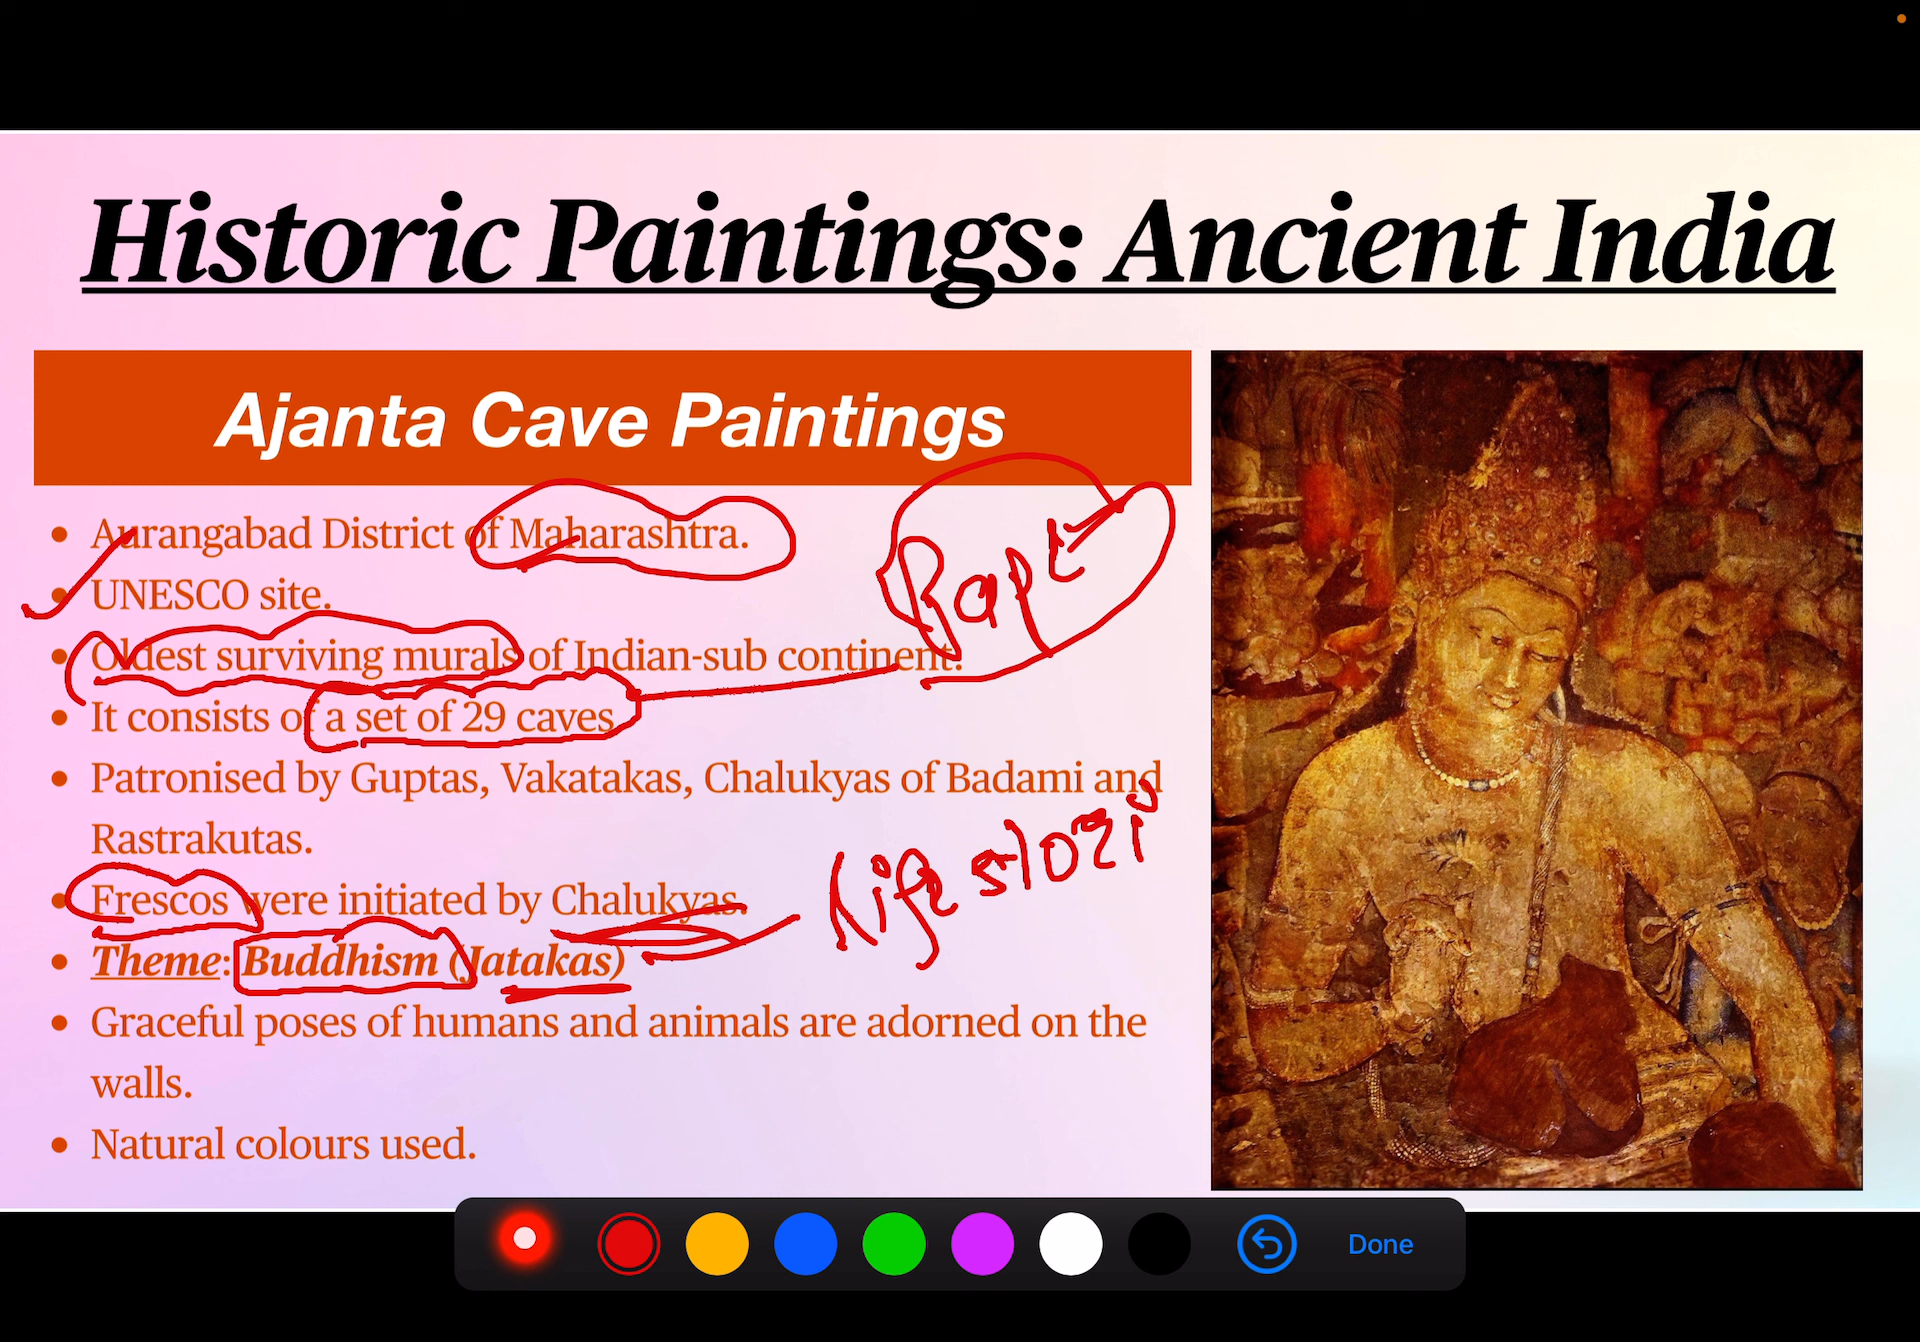 Historic Paintings: Ancient India
Ajanta Cave Paintings
• Aurangabad District of Maharashtra.
• UNESCO site.
• Oldest surviving murals of Indian-sub continent.
• It consists of a set of 29 caves
• Patronised by Guptas, Vakatakas, Chalukyas of Badami and
Rastrakutas.
• Frescos were initiated by Chalukyas.
• Theme: Buddhism (Jatakas)
• Graceful poses of humans and animals are adorned on the
walls.
• Natural colours used.
Done